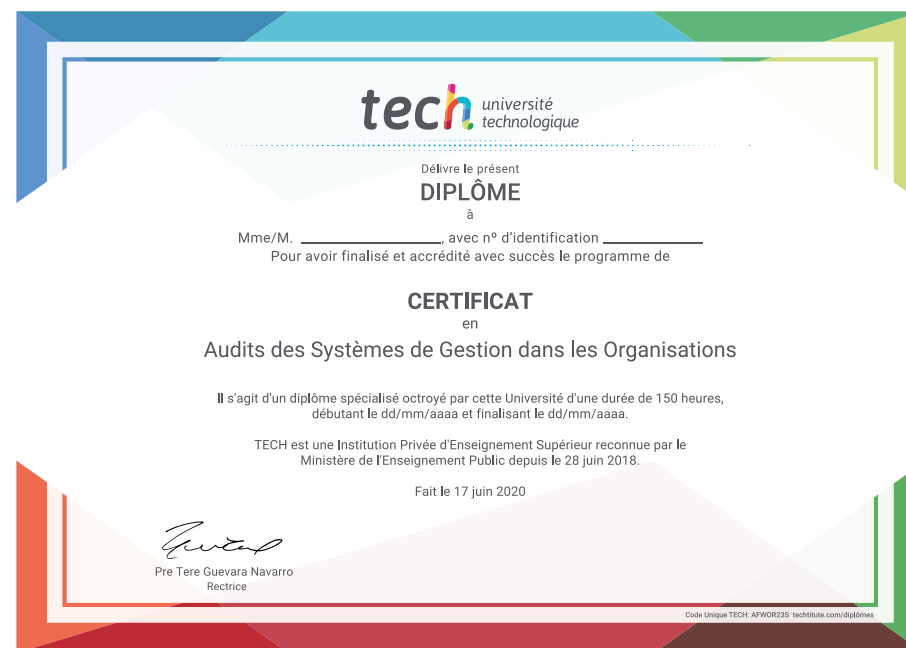 tech université
technologique
Délivre le présent
DIPLÔME
à
Mme/M. ____________________, avec nº d'identification ______________
Pour avoir finalisé et accrédité avec succès le programme de
CERTIFICAT
en
Audits des Systèmes de Gestion dans les Organisations
Il s'agit d'un diplôme spécialisé octroyé par cette Université d'une durée de 150 heures,
débutant le dd/mm/aaaa et finalisant le dd/mm/aaaa.
TECH est une Institution Privée d'Enseignement Supérieur reconnue par le
Ministère de l'Enseignement Public depuis le 28 juin 2018.
Fait le 17 juin 2020
Pre Tere Guevara Navarro
Rectrice
Code Unique TECH: AFWOR23S techtitute.com/diplômes